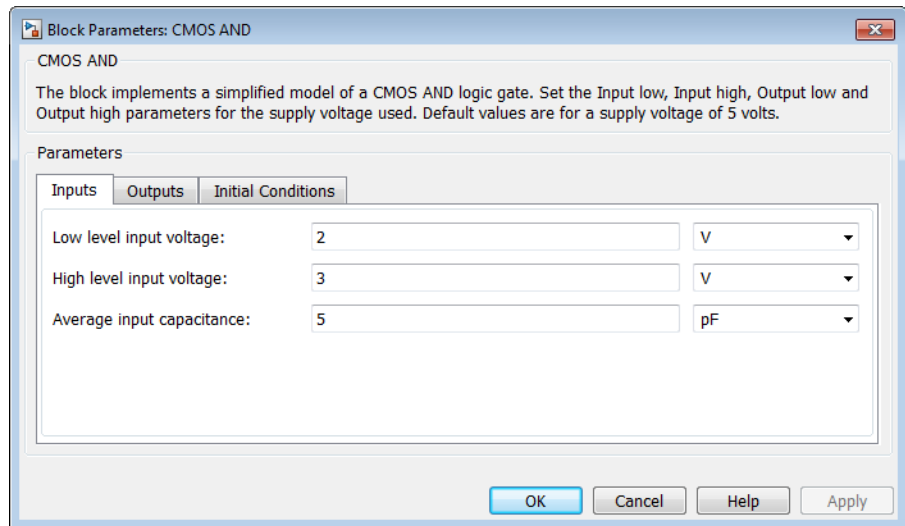 Block Parameters: CMOS AND
CMOS AND
The block implements a simplified model of a CMOS AND logic gate. Set the Input low, Input high, Output low and
Output high parameters for the supply voltage used. Default values are for a supply voltage of 5 volts.
Parameters
Inputs Outputs Initial Conditions
Low level input voltage: 2 V
High level input voltage: 3 V
Average input capacitance: 5 pF
OK Cancel Help Apply